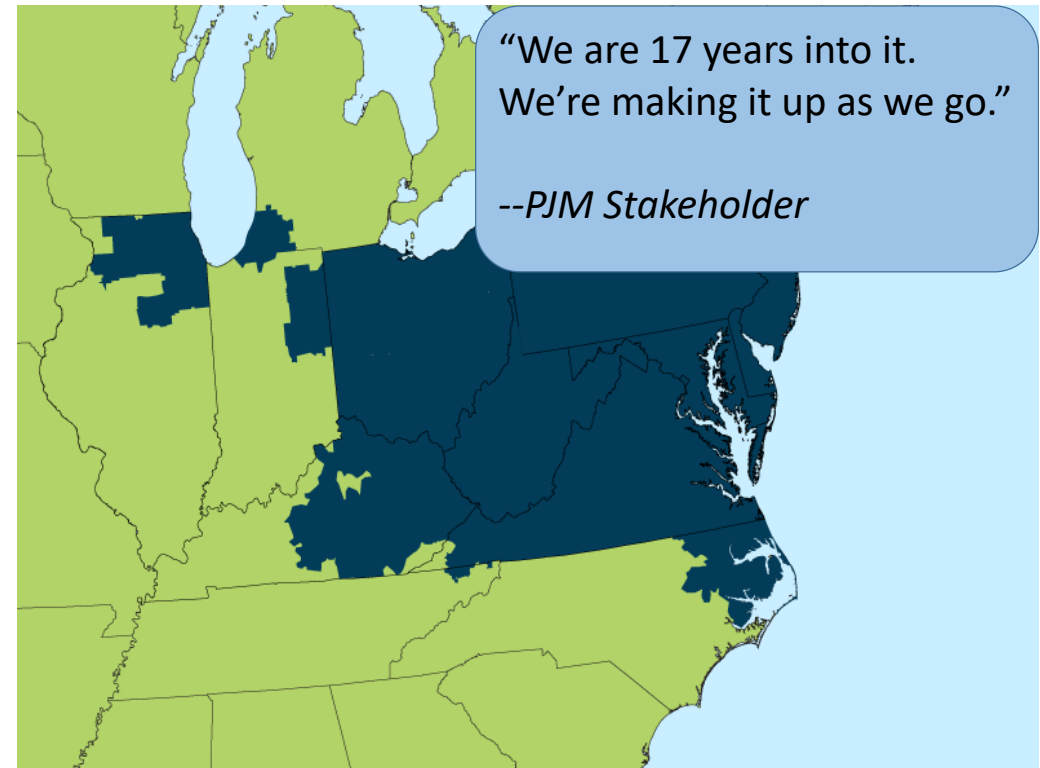 “We are 17 years into it.
We’re making it up as we go.”
--PJM Stakeholder